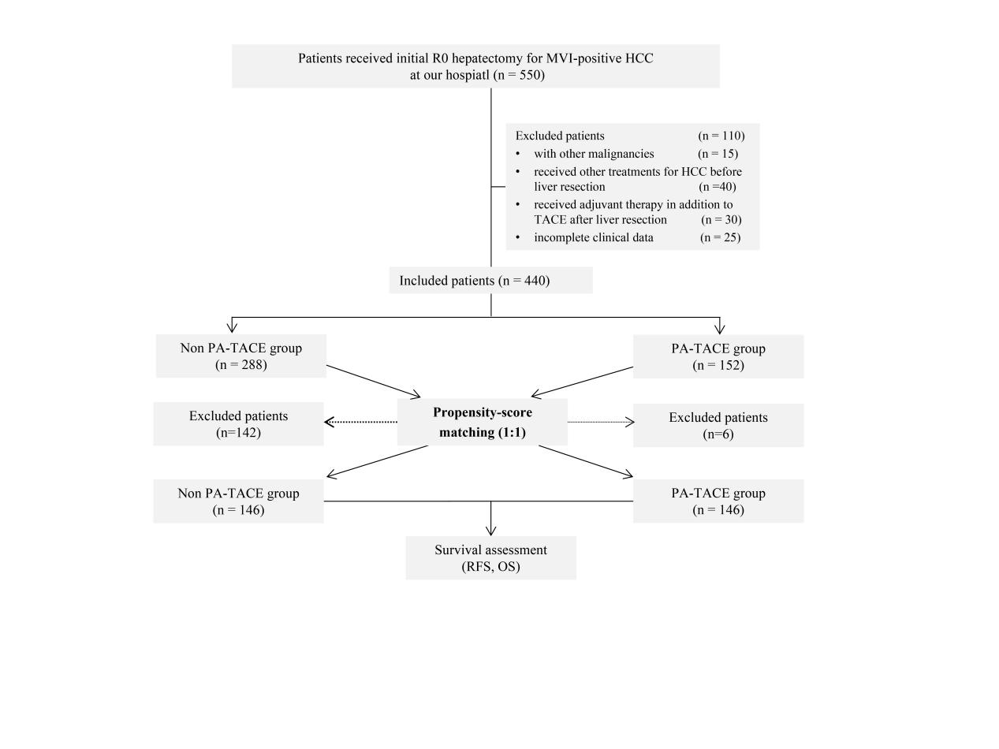 Patients received initial R0 hepatectomy for MVI-positive HCC
at our hospiatl (n = 550)
Excluded patients (n = 110)
• with other malignancies (n = 15)
• received other treatments for HCC before
liver resection (n =40)
• received adjuvant therapy in addition to
TACE after liver resection (n = 30)
• incomplete clinical data (n = 25)
Included patients (n = 440)
Non PA-TACE group
(n = 288)
PA-TACE group
(n = 152)
Propensity-score
matching (1:1)
Excluded patients
(n=142)
Excluded patients
(n=6)
Non PA-TACE group
(n = 146)
PA-TACE group
(n = 146)
Survival assessment
(RFS, OS)